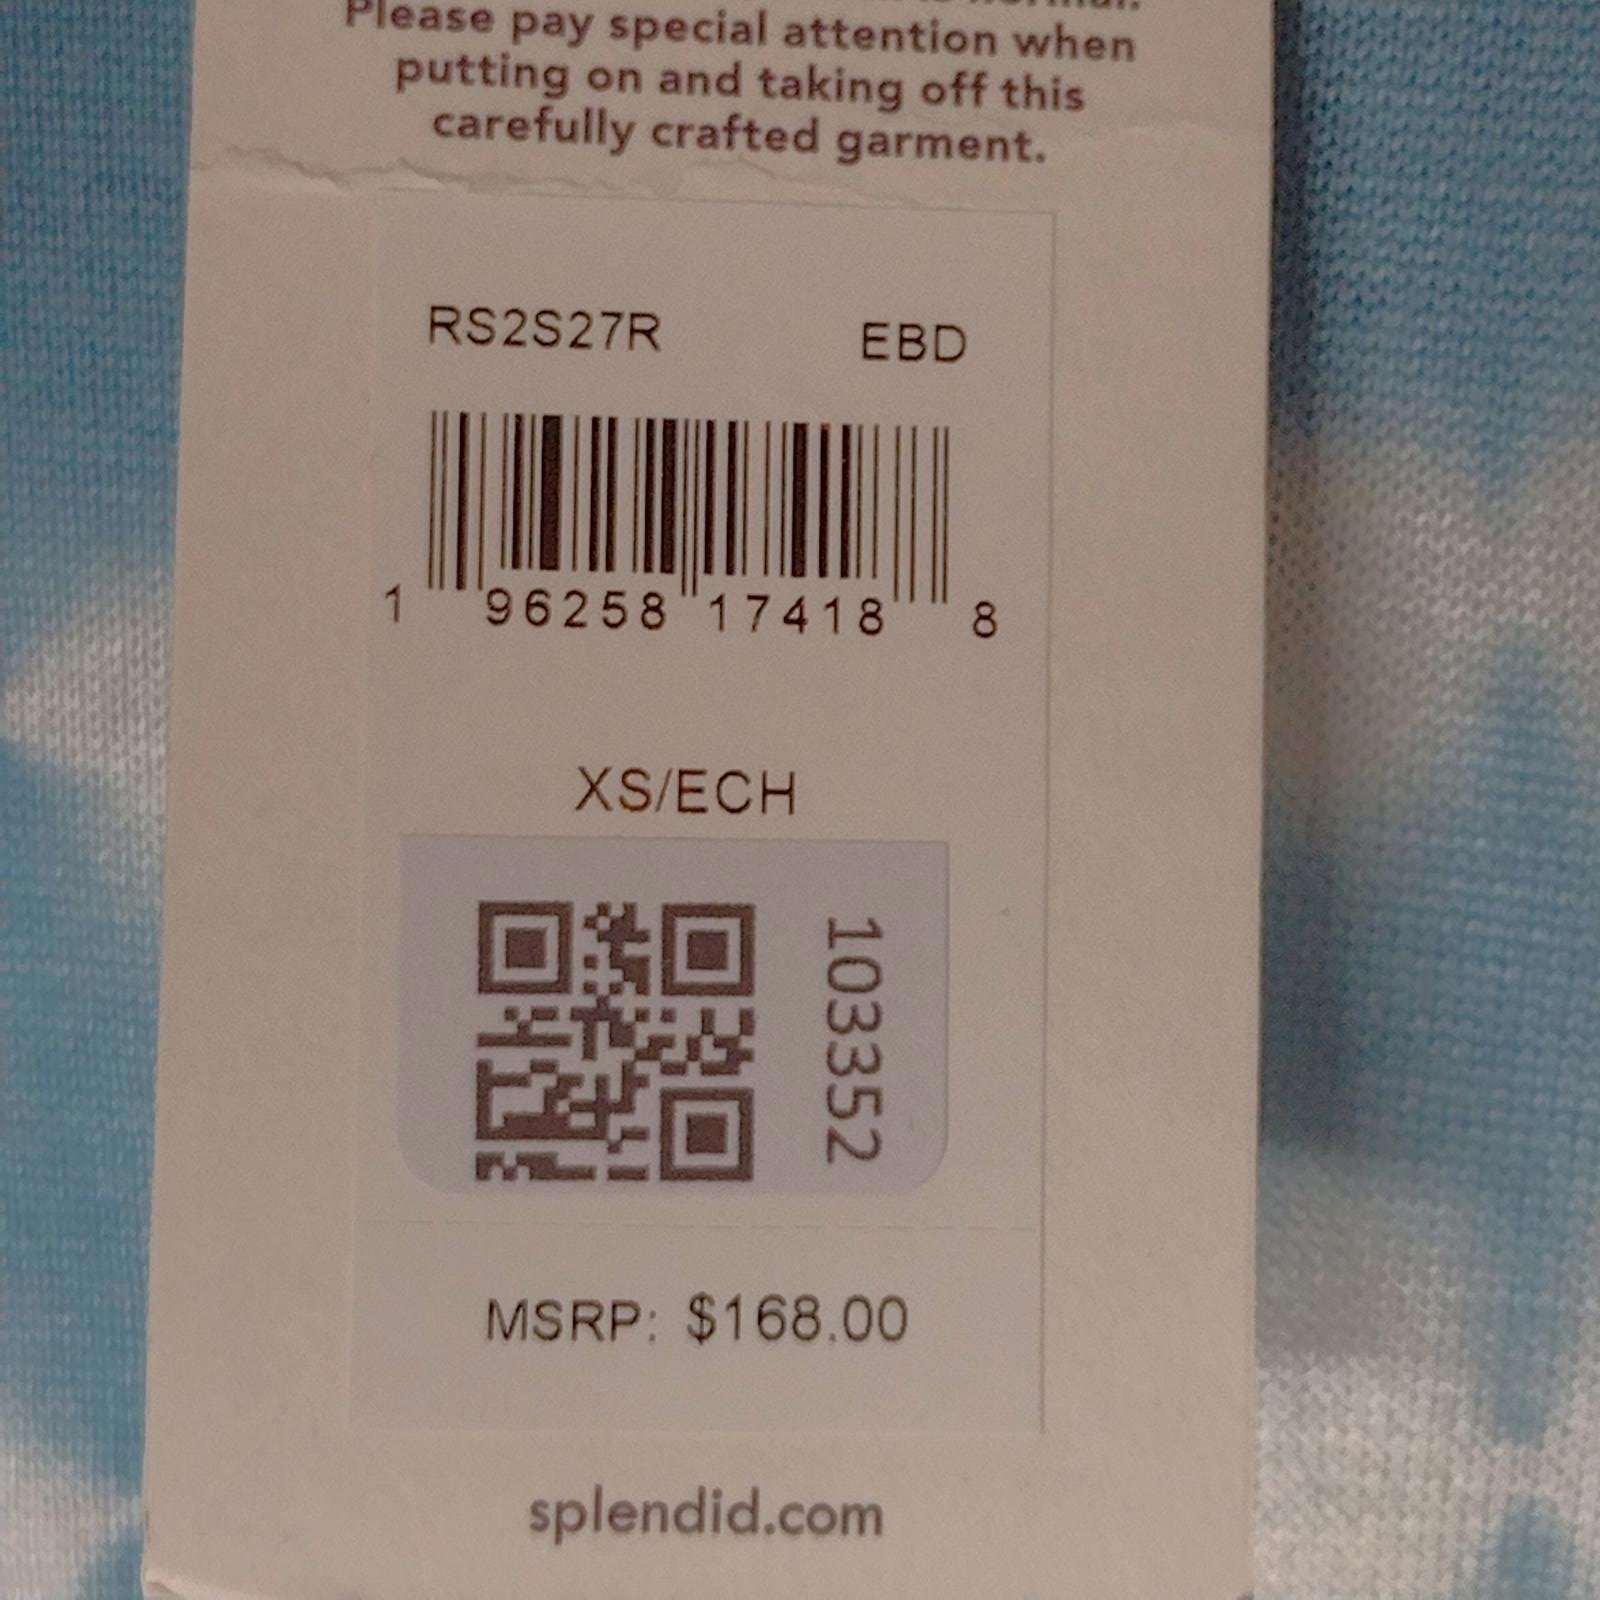 Please pay special attention when
putting on and taking off this
carefully crafted garment.
RS2S27R EBD
1 96258 17418 8
XS/ECH
103352
MSRP: $168.00
splendid.com